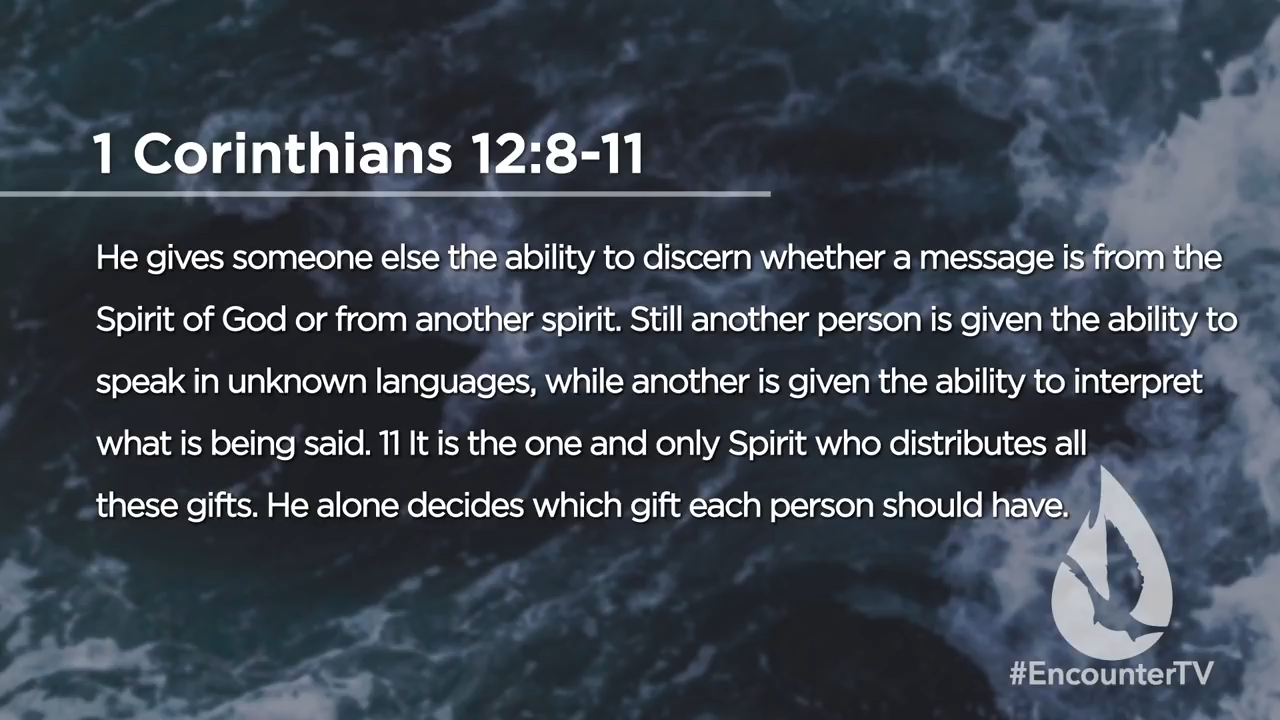 1 Corinthians 12:8-11
He gives someone else the ability to discern whether a message is from the
Spirit of God or from another spirit. Still another person is given the ability to
speak in unknown languages, while another is given the ability to interpret
what is being said. 11 It is the one and only Spirit who distributes all
these gifts. He alone decides which gift each person should have.
#EncounterTV